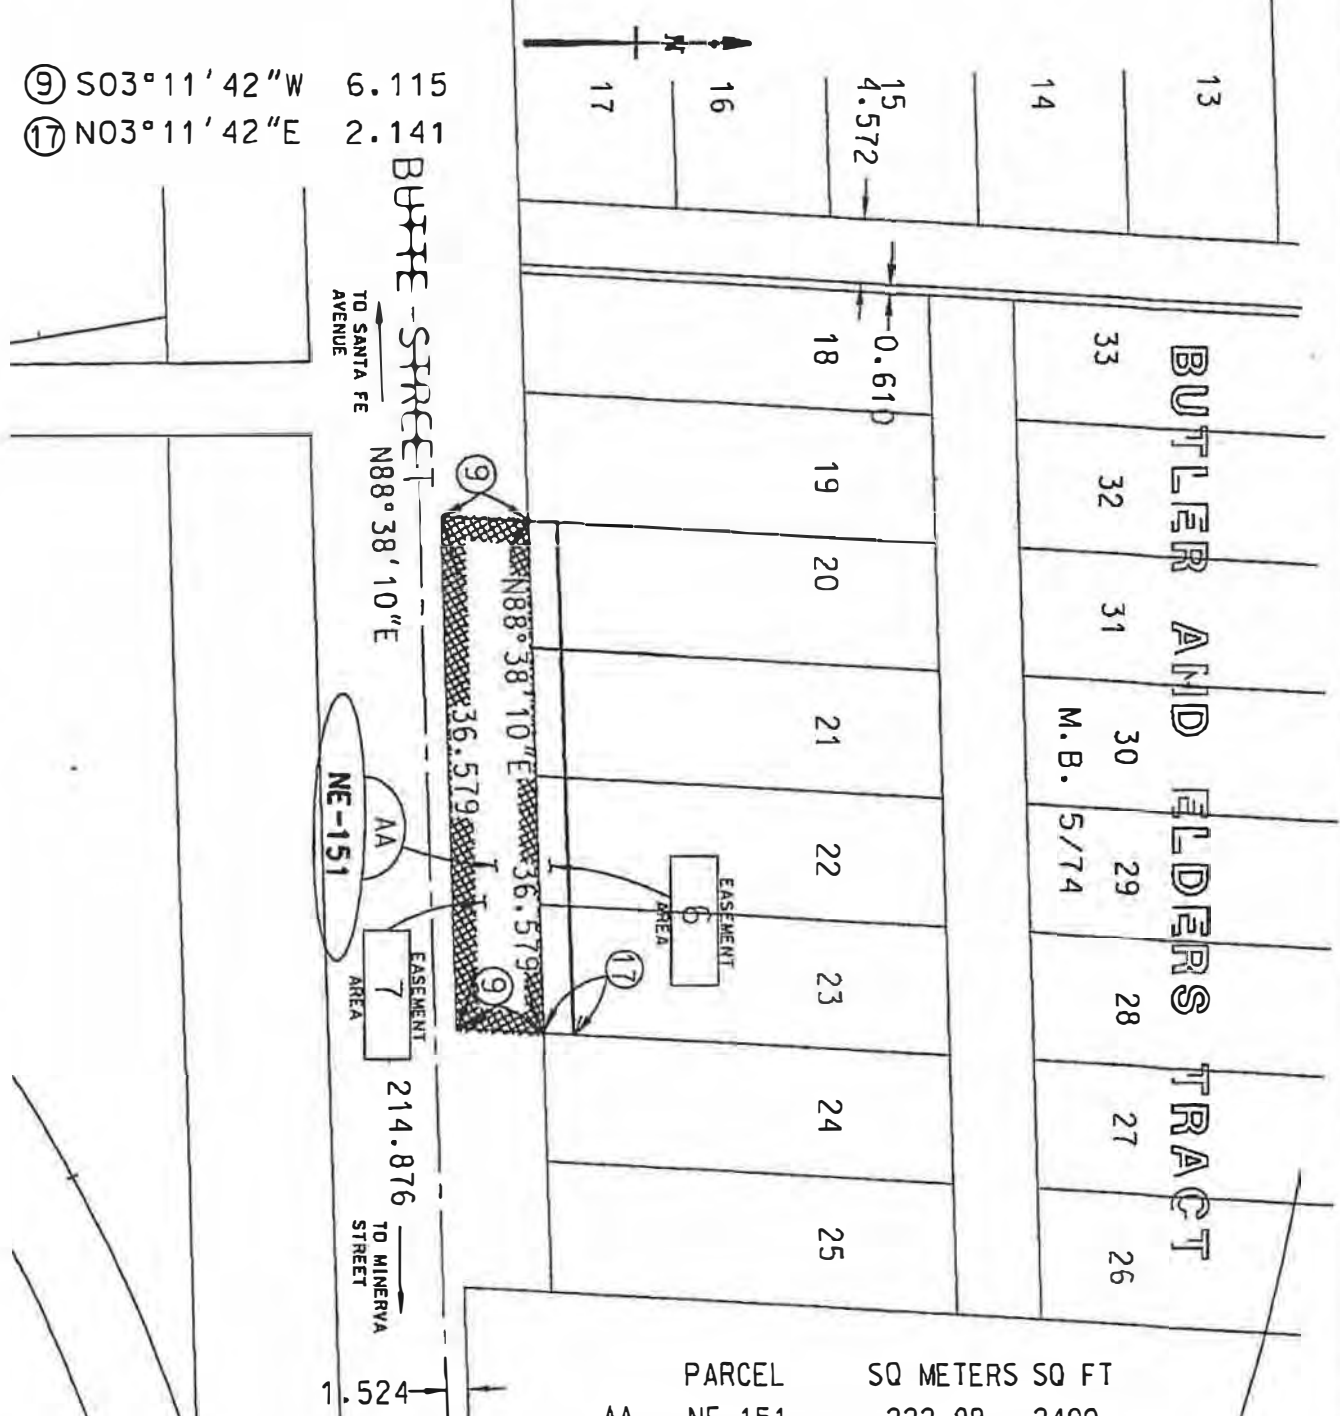 ⑨ S03°11'42"W 6.115
⑰ N03°11'42"E 2.141
N
17
16
15
14
13
4.572
0.610
BUTTE STREET
TO SANTA FE
AVENUE
N88°38'10"E
214.876
TO MINERVA
STREET
1.524
9
N88°38'10"E 36.579
36.579
9
17
NE-151
AA
EASEMENT
6
AREA
EASEMENT
7
AREA
18
19
20
21
22
23
24
25
33
32
31
30
29
28
27
26
BUTLER AND ELDERS TRACT
M.B. 5/74
PARCEL SQ METERS SQ FT
AA NE-151